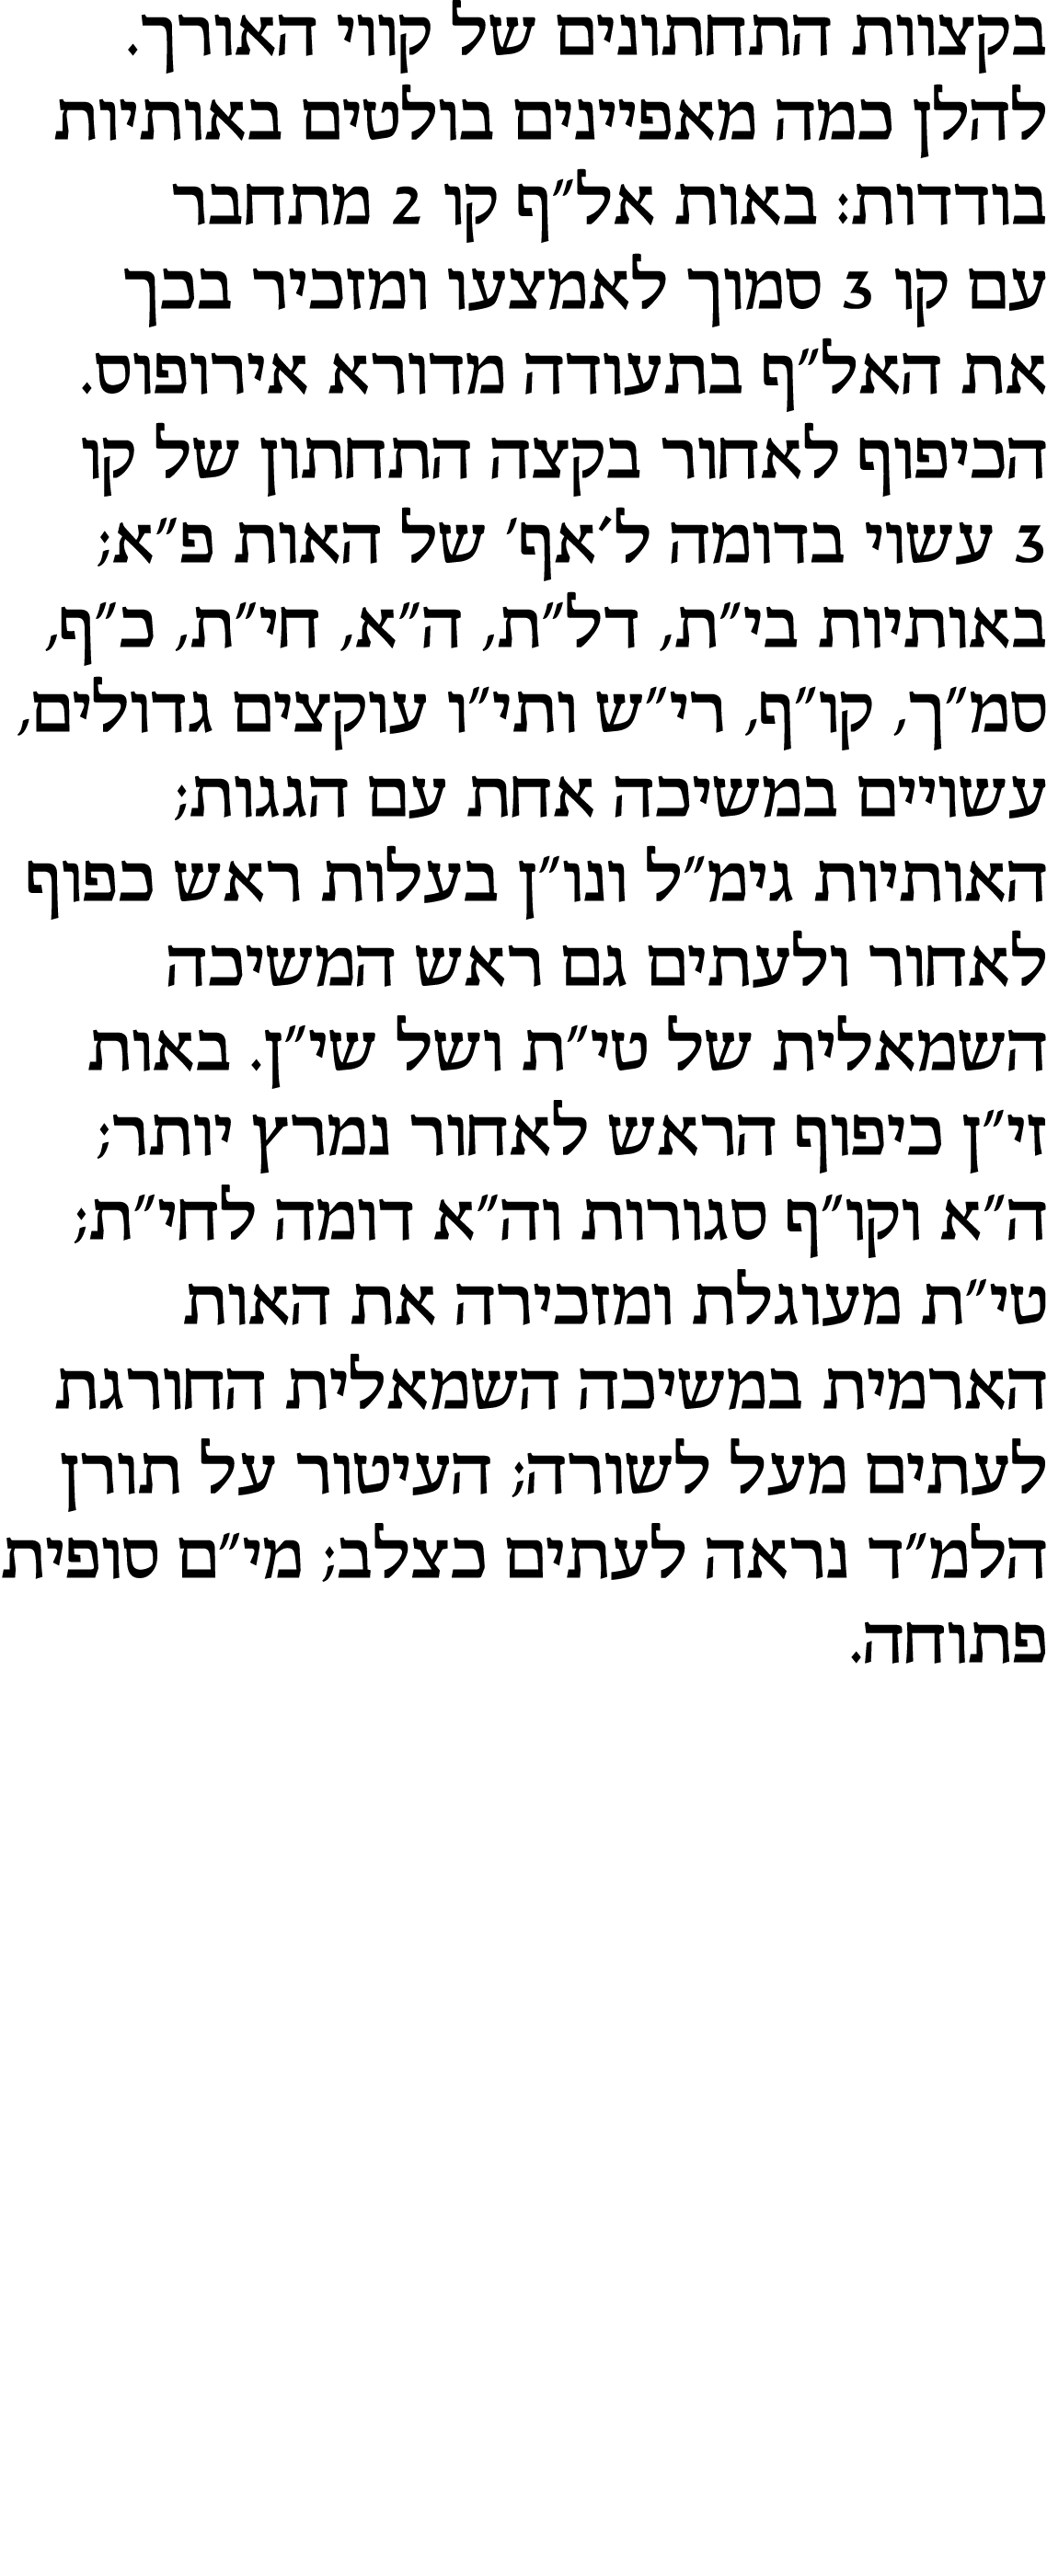 בקצוות התחתונים של קווי האורך.
להלן כמה מאפיינים בולטים באותיות
בודדות: באות אל״ף קו 2 מתחבר
עם קו 3 סמוך לאמצעו ומזכיר בכך
את האל״ף בתעודה מדורא אירופוס.
הכיפוף לאחור בקצה התחתון של קו
3 עשוי בדומה ל׳אף׳ של האות פ״א;
באותיות בי״ת, דל״ת, ה״א, חי״ת, כ״ף,
סמ״ך, קו״ף, רי״ש ותי״ו עוקצים גדולים,
עשויים במשיכה אחת עם הגגות;
האותיות גימ״ל ונו״ן בעלות ראש כפוף
לאחור ולעתים גם ראש המשיכה
השמאלית של טי״ת ושל שי״ן. באות
זי״ן כיפוף הראש לאחור נמרץ יותר;
ה״א וקו״ף סגורות וה״א דומה לחי״ת;
טי״ת מעוגלת ומזכירה את האות
הארמית במשיכה השמאלית החורגת
לעתים מעל לשורה; העיטור על תורן
הלמ״ד נראה לעתים כצלב; מי״ם סופית
פתוחה.